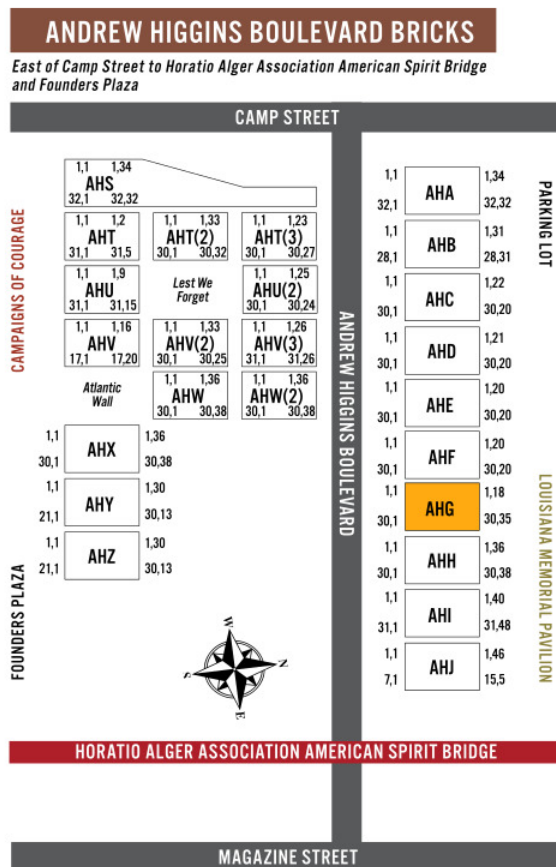 ANDREW HIGGINS BOULEVARD BRICKS
East of Camp Street to Horatio Alger Association American Spirit Bridge
and Founders Plaza
CAMP STREET
1,1 1,34
AHS
32,1 32,32
1,1 1,2
AHT
31,1 31,5
1,1 1,33
AHT(2)
30,1 30,32
1,1 1,23
AHT(3)
30,1 30,27
1,1 1,9
AHU
31,1 31,15
Lest We
Forget
1,1 1,25
AHU(2)
30,1 30,24
1,1 1,16
AHV
17,1 17,20
1,1 1,33
AHV(2)
30,1 30,25
1,1 1,26
AHV(3)
31,1 31,26
Atlantic
Wall
1,1 1,36
AHW
30,1 30,38
1,1 1,36
AHW(2)
30,1 30,38
1,1 1,36
AHX
30,1 30,38
1,1 1,30
AHY
21,1 30,13
1,1 1,30
AHZ
21,1 30,13
CAMPAIGNS OF COURAGE
FOUNDERS PLAZA
W
N
S
E
ANDREW HIGGINS BOULEVARD
1,1 1,34
AHA
32,1 32,32
1,1 1,31
AHB
28,1 28,31
1,1 1,22
AHC
30,1 30,20
1,1 1,21
AHD
30,1 30,20
1,1 1,20
AHE
30,1 30,20
1,1 1,20
AHF
30,1 30,20
1,1 1,18
AHG
30,1 30,35
1,1 1,36
AHH
30,1 30,38
1,1 1,40
AHI
31,1 31,48
1,1 1,46
AHJ
7,1 15,5
PARKING LOT
LOUISIANA MEMORIAL PAVILION
HORATIO ALGER ASSOCIATION AMERICAN SPIRIT BRIDGE
MAGAZINE STREET